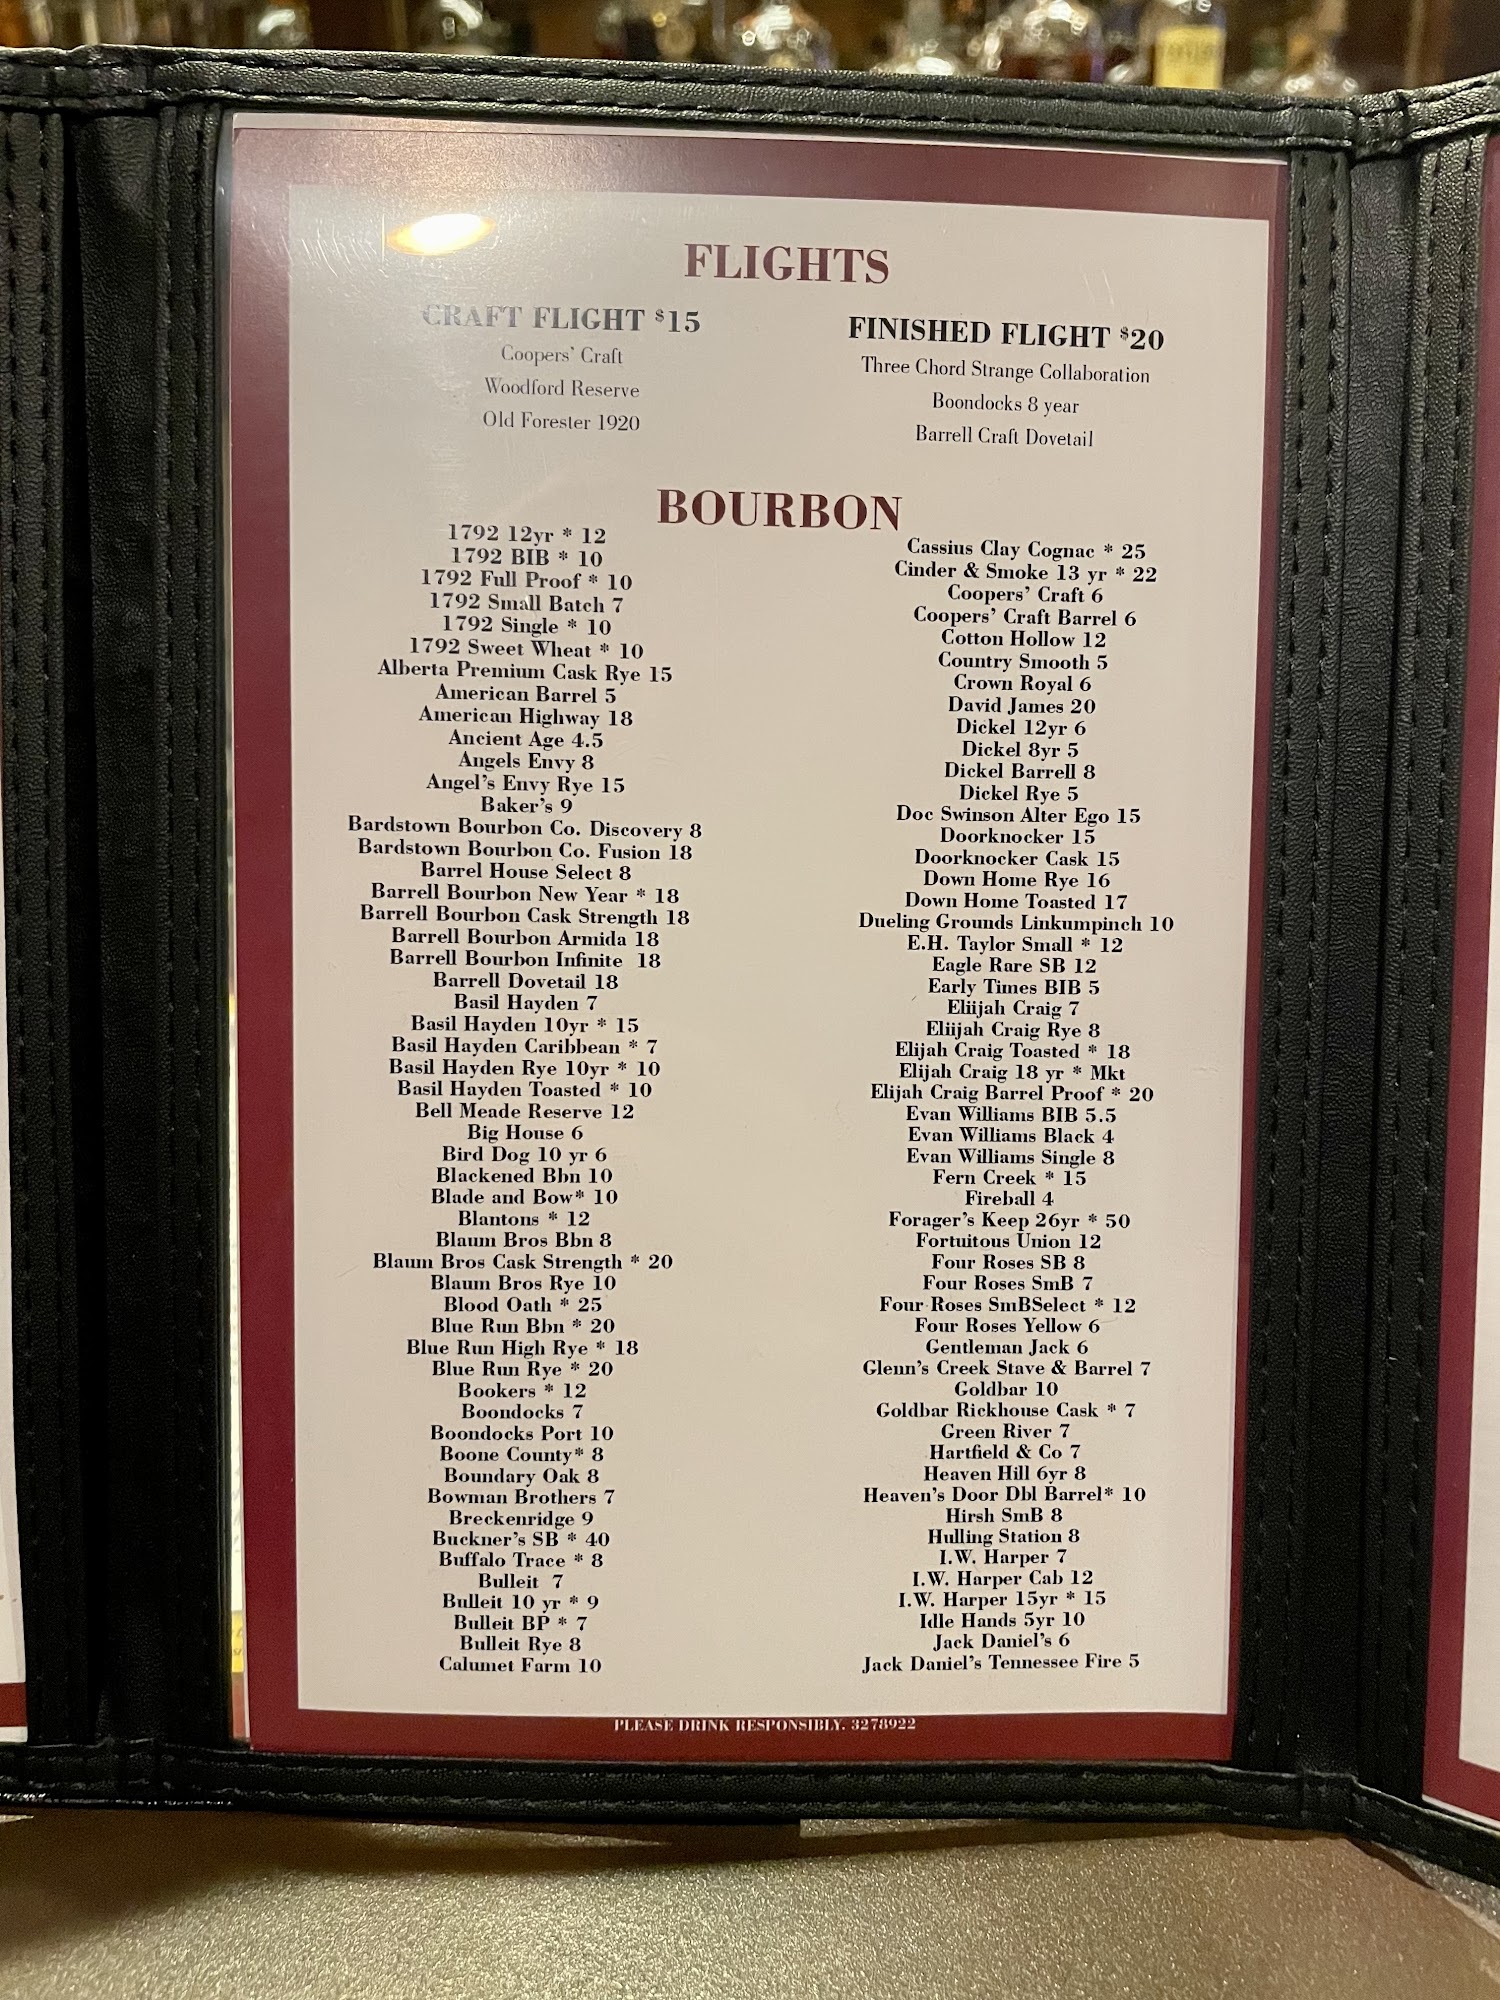 FLIGHTS
CRAFT FLIGHT $15
Coopers' Craft
Woodford Reserve
Old Forester 1920
FINISHED FLIGHT $20
Three Chord Strange Collaboration
Boondocks 8 year
Barrell Craft Dovetail
BOURBON
1792 12yr * 12
1792 BIB * 10
1792 Full Proof * 10
1792 Small Batch 7
1792 Single * 10
1792 Sweet Wheat * 10
Alberta Premium Cask Rye 15
American Barrel 5
American Highway 18
Ancient Age 4.5
Angels Envy 8
Angel's Envy Rye 15
Baker's 9
Bardstown Bourbon Co. Discovery 8
Bardstown Bourbon Co. Fusion 18
Barrel House Select 8
Barrell Bourbon New Year * 18
Barrell Bourbon Cask Strength 18
Barrell Bourbon Armida 18
Barrell Bourbon Infinite 18
Barrell Dovetail 18
Basil Hayden 7
Basil Hayden 10yr * 15
Basil Hayden Caribbean * 7
Basil Hayden Rye 10yr * 10
Basil Hayden Toasted * 10
Bell Meade Reserve 12
Big House 6
Bird Dog 10 yr 6
Blackened Bbn 10
Blade and Bow* 10
Blantons * 12
Blaum Bros Bbn 8
Blaum Bros Cask Strength * 20
Blaum Bros Rye 10
Blood Oath * 25
Blue Run Bbn * 20
Blue Run High Rye * 18
Blue Run Rye * 20
Bookers * 12
Boondocks 7
Boondocks Port 10
Boone County* 8
Boundary Oak 8
Bowman Brothers 7
Breckenridge 9
Buckner's SB * 40
Buffalo Trace * 8
Bulleit 7
Bulleit 10 yr * 9
Bulleit BP * 7
Bulleit Rye 8
Calumet Farm 10
Cassius Clay Cognac * 25
Cinder & Smoke 13 yr * 22
Coopers' Craft 6
Coopers' Craft Barrel 6
Cotton Hollow 12
Country Smooth 5
Crown Royal 6
David James 20
Dickel 12yr 6
Dickel 8yr 5
Dickel Barrell 8
Dickel Rye 5
Doc Swinson Alter Ego 15
Doorknocker 15
Doorknocker Cask 15
Down Home Rye 16
Down Home Toasted 17
Dueling Grounds Linkumpinch 10
E.H. Taylor Small * 12
Eagle Rare SB 12
Early Times BIB 5
Eliijah Craig 7
Eliijah Craig Rye 8
Elijah Craig Toasted * 18
Elijah Craig 18 yr * Mkt
Elijah Craig Barrel Proof * 20
Evan Williams BIB 5.5
Evan Williams Black 4
Evan Williams Single 8
Fern Creek * 15
Fireball 4
Forager's Keep 26yr * 50
Fortuitous Union 12
Four Roses SB 8
Four Roses SmB 7
Four Roses SmBSelect * 12
Four Roses Yellow 6
Gentleman Jack 6
Glenn's Creek Stave & Barrel 7
Goldbar 10
Goldbar Rickhouse Cask * 7
Green River 7
Hartfield & Co 7
Heaven Hill 6yr 8
Heaven's Door Dbl Barrel* 10
Hirsh SmB 8
Hulling Station 8
I.W. Harper 7
I.W. Harper Cab 12
I.W. Harper 15yr * 15
Idle Hands 5yr 10
Jack Daniel's 6
Jack Daniel's Tennessee Fire 5
PLEASE DRINK RESPONSIBLY. 3278922